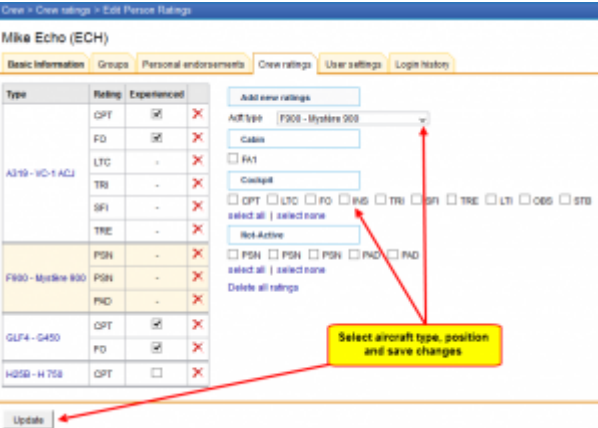 Crew > Crew ratings > Edit Person Ratings
Mike Echo (ECH)
Basic Information Groups Personal endorsements Crew ratings User settings Login history
Type Rating Experienced
A319 - VC-1 ACJ
CPT
FO
LTC -
TRI -
SFI -
TRE -
F900 - Mystère 900
PSN -
PSN -
PAD -
GLF4 - G450
CPT
FO
H25B - H 750
CPT
Add new ratings
Acft type F900 - Mystère 900
Cabin
FA1
Cockpit
CPT LTC FO INS TRI SFI TRE LTI OBS STB
select all | select none
Not-Active
PSN PSN PSN PAD PAD
select all | select none
Delete all ratings
Select aircraft type, position
and save changes
Update